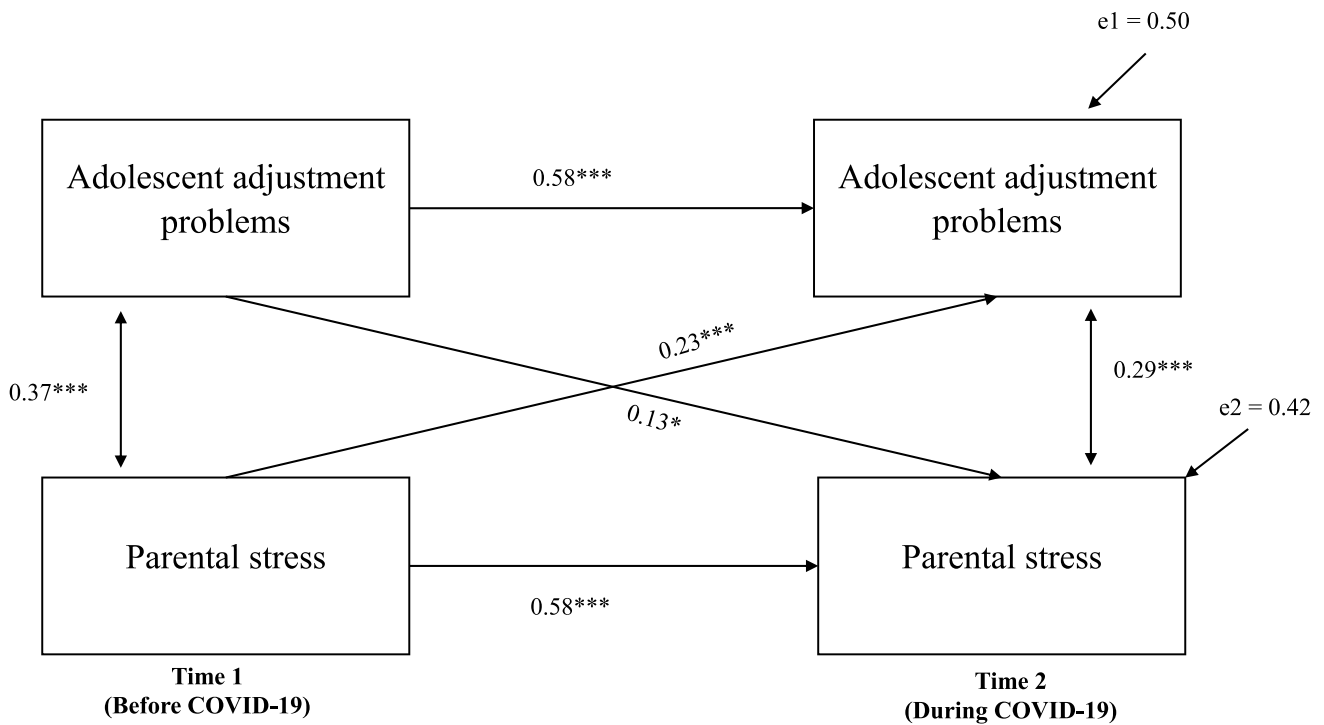 e1 = 0.50
Adolescent adjustment
problems
0.58***
Adolescent adjustment
problems
0.37***
0.23***
0.13*
0.29***
e2 = 0.42
Parental stress
0.58***
Parental stress
Time 1
(Before COVID-19)
Time 2
(During COVID-19)